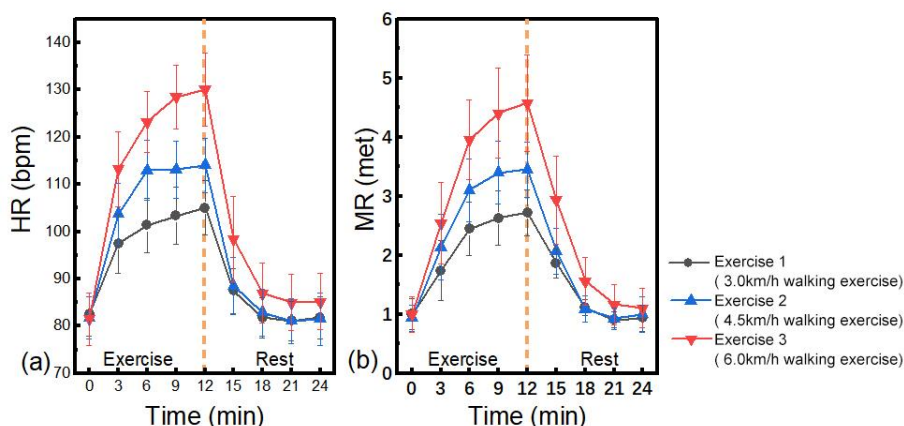 HR (bpm)
140
130
120
110
100
90
80
70
(a)
Exercise
Rest
0 3 6 9 12 15 18 21 24
Time (min)
MR (met)
6
5
4
3
2
1
0
(b)
Exercise
Rest
0 3 6 9 12 15 18 21 24
Time (min)
Exercise 1
( 3.0km/h walking exercise)
Exercise 2
( 4.5km/h walking exercise)
Exercise 3
( 6.0km/h walking exercise)